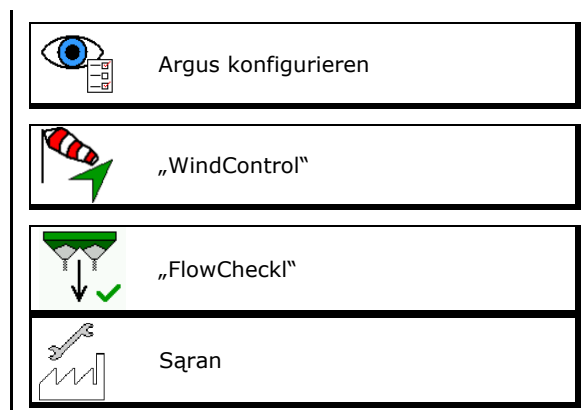 Argus konfigurieren
„WindControl“
„FlowCheckl“
Sąran